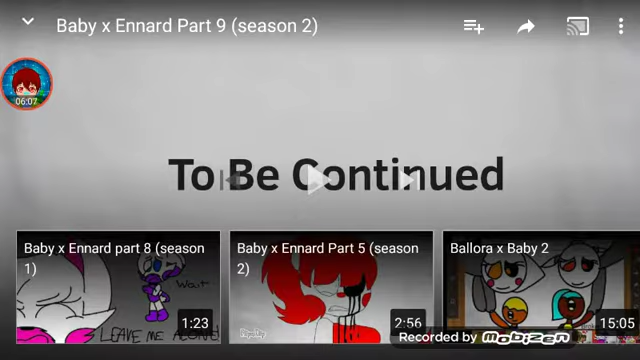 Baby x Ennard Part 9 (season 2)
06:07
To Be Continued
Baby x Ennard part 8 (season
1)
Wait
LEAVE ME ALONE!
1:23
Baby x Ennard Part 5 (season
2)
2:56
Ballora x Baby 2
15:05
Recorded by MOBIZEN